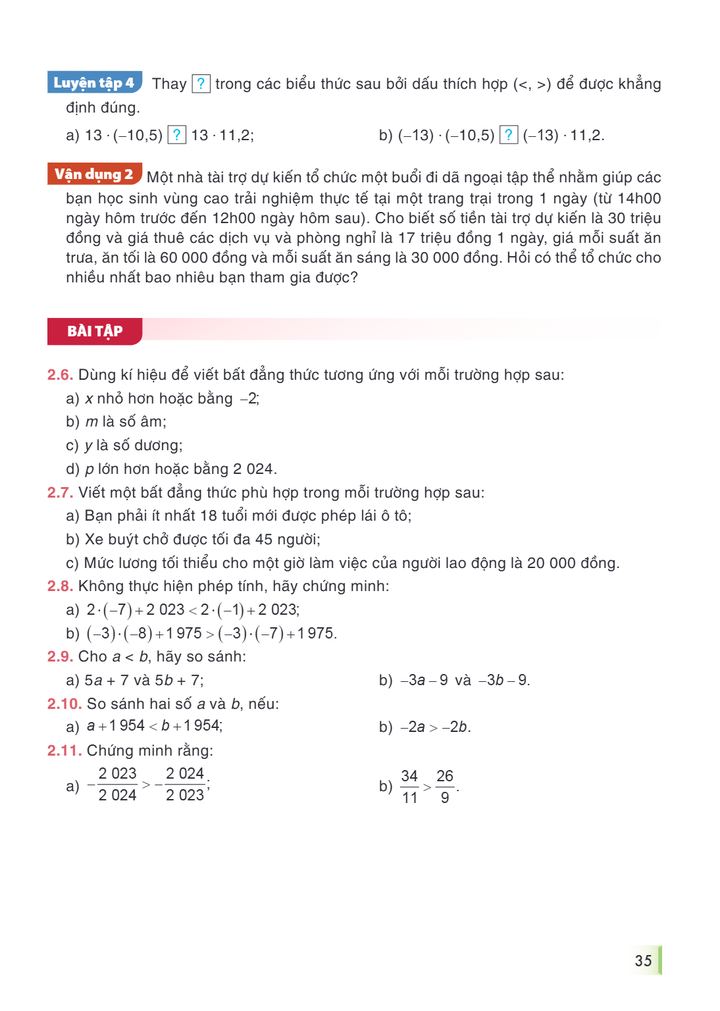 Luyện tập 4 Thay ? trong các biểu thức sau bởi dấu thích hợp (<, >) để được khẳng
định đúng.
a) 13 · (–10,5) ? 13 · 11,2; b) (–13) · (–10,5) ? (–13) · 11,2.
Vận dụng 2 Một nhà tài trợ dự kiến tổ chức một buổi đi dã ngoại tập thể nhằm giúp các
bạn học sinh vùng cao trải nghiệm thực tế tại một trang trại trong 1 ngày (từ 14h00
ngày hôm trước đến 12h00 ngày hôm sau). Cho biết số tiền tài trợ dự kiến là 30 triệu
đồng và giá thuê các dịch vụ và phòng nghỉ là 17 triệu đồng 1 ngày, giá mỗi suất ăn
trưa, ăn tối là 60 000 đồng và mỗi suất ăn sáng là 30 000 đồng. Hỏi có thể tổ chức cho
nhiều nhất bao nhiêu bạn tham gia được?
BÀI TẬP
2.6. Dùng kí hiệu để viết bất đẳng thức tương ứng với mỗi trường hợp sau:
a) x nhỏ hơn hoặc bằng –2;
b) m là số âm;
c) y là số dương;
d) p lớn hơn hoặc bằng 2 024.
2.7. Viết một bất đẳng thức phù hợp trong mỗi trường hợp sau:
a) Bạn phải ít nhất 18 tuổi mới được phép lái ô tô;
b) Xe buýt chở được tối đa 45 người;
c) Mức lương tối thiểu cho một giờ làm việc của người lao động là 20 000 đồng.
2.8. Không thực hiện phép tính, hãy chứng minh:
a) 2·(–7)+2 023 < 2·(–1)+2 023;
b) (–3)·(–8)+1 975 > (–3)·(–7)+1 975.
2.9. Cho a < b, hãy so sánh:
a) 5a + 7 và 5b + 7; b) –3a – 9 và –3b – 9.
2.10. So sánh hai số a và b, nếu:
a) a + 1 954 < b + 1 954; b) –2a > –2b.
2.11. Chứng minh rằng:
a) –2 023/2 024 > –2 024/2 023; b) 34/11 > 26/9.
35